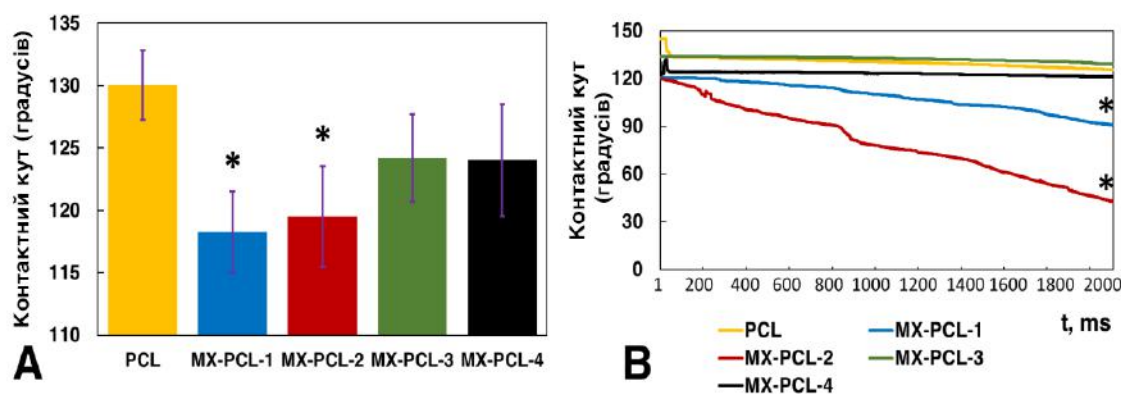 Контактний кут (градусів)
135
130
125
120
115
110
*
*
PCL
MX-PCL-1
MX-PCL-2
MX-PCL-3
MX-PCL-4
A
Контактний кут
(градусів)
150
120
90
60
30
0
*
*
1
200
400
600
800
1000
1200
1400
1600
1800
2000
t, ms
PCL
MX-PCL-1
MX-PCL-2
MX-PCL-3
MX-PCL-4
B